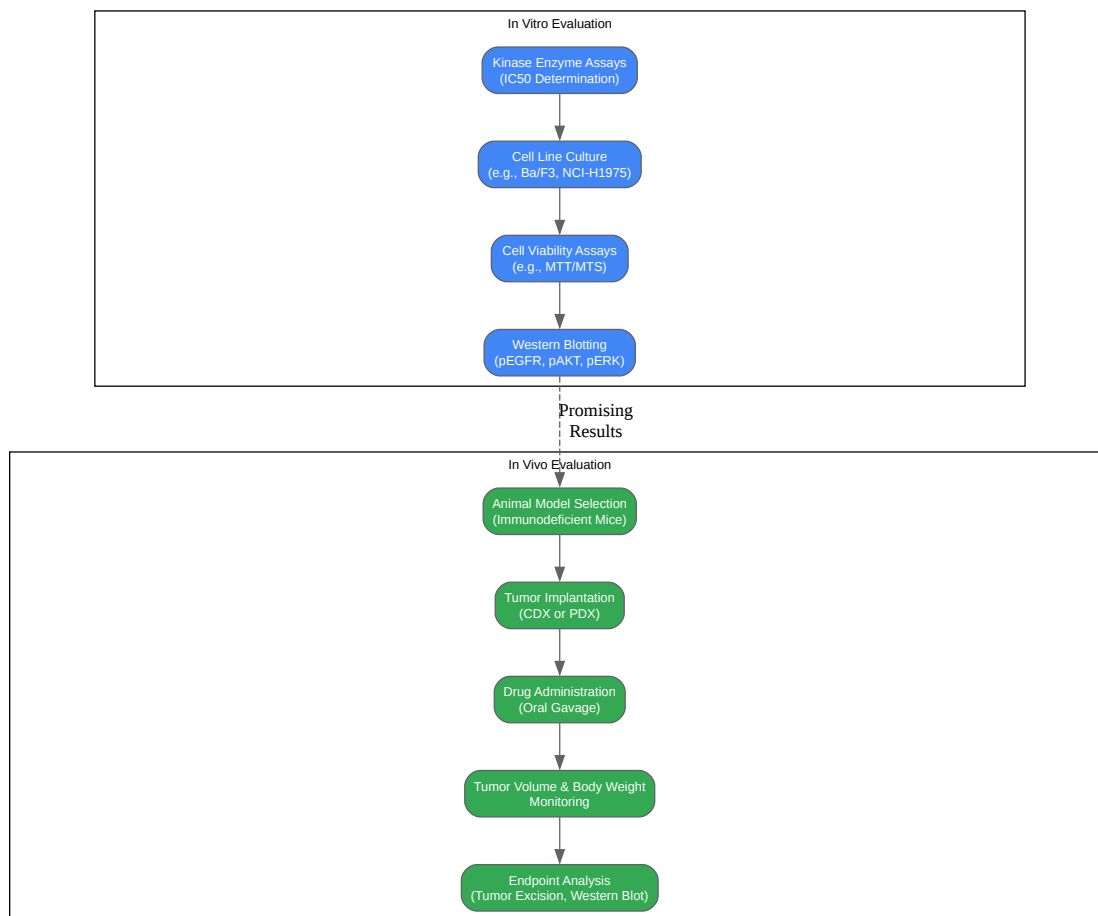 In Vitro Evaluation
Kinase Enzyme Assays
(IC50 Determination)
Cell Line Culture
(e.g., Ba/F3, NCI-H1975)
Cell Viability Assays
(e.g., MTT/MTS)
Western Blotting
(pEGFR, pAKT, pERK)
Promising
Results
In Vivo Evaluation
Animal Model Selection
(Immunodeficient Mice)
Tumor Implantation
(CDX or PDX)
Drug Administration
(Oral Gavage)
Tumor Volume & Body Weight
Monitoring
Endpoint Analysis
(Tumor Excision, Western Blot)